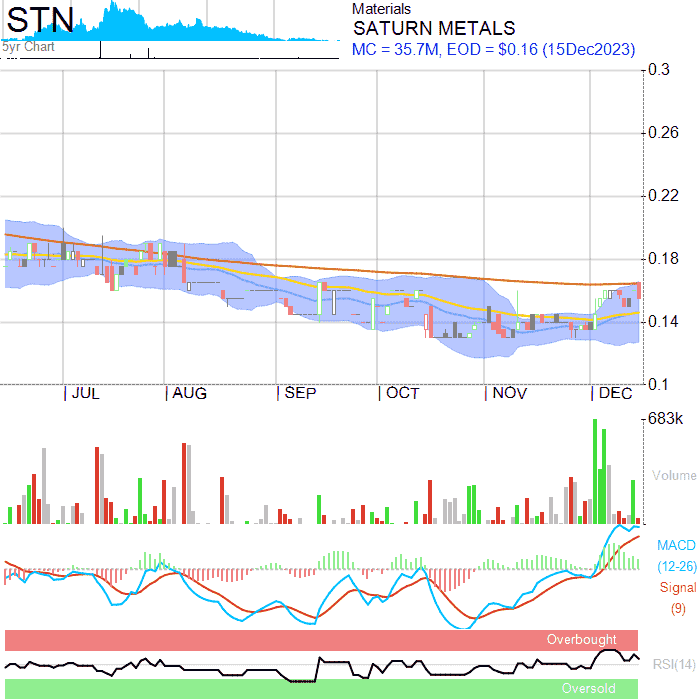 STN
5yr Chart
Materials
SATURN METALS
MC = 35.7M, EOD = $0.16 (15Dec2023)
0.3
0.26
0.22
0.18
0.14
0.1
JUL AUG SEP OCT NOV DEC
683k
Volume
MACD
(12-26)
Signal
(9)
Overbought
RSI(14)
Oversold